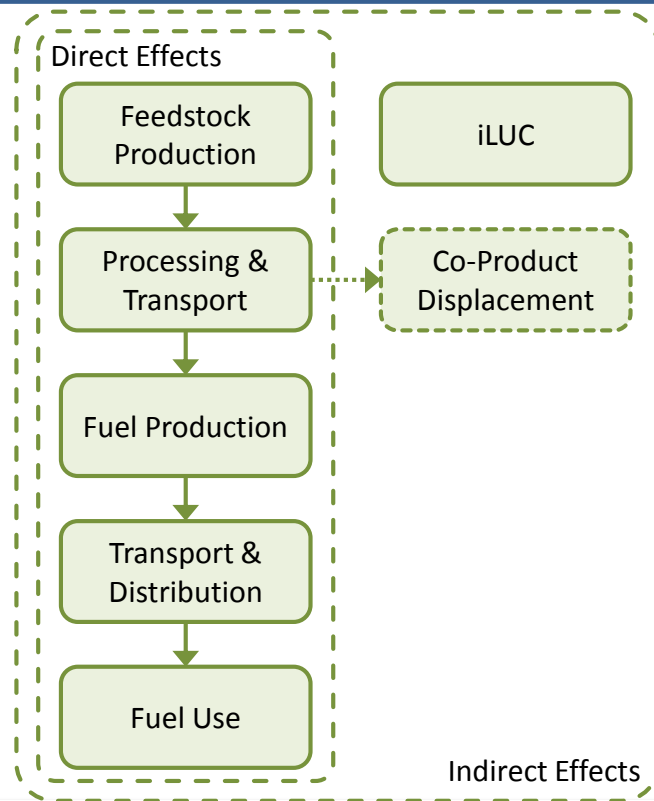 Direct Effects
Feedstock
Production
iLUC
Processing &
Transport
Co-Product
Displacement
Fuel Production
Transport &
Distribution
Fuel Use
Indirect Effects